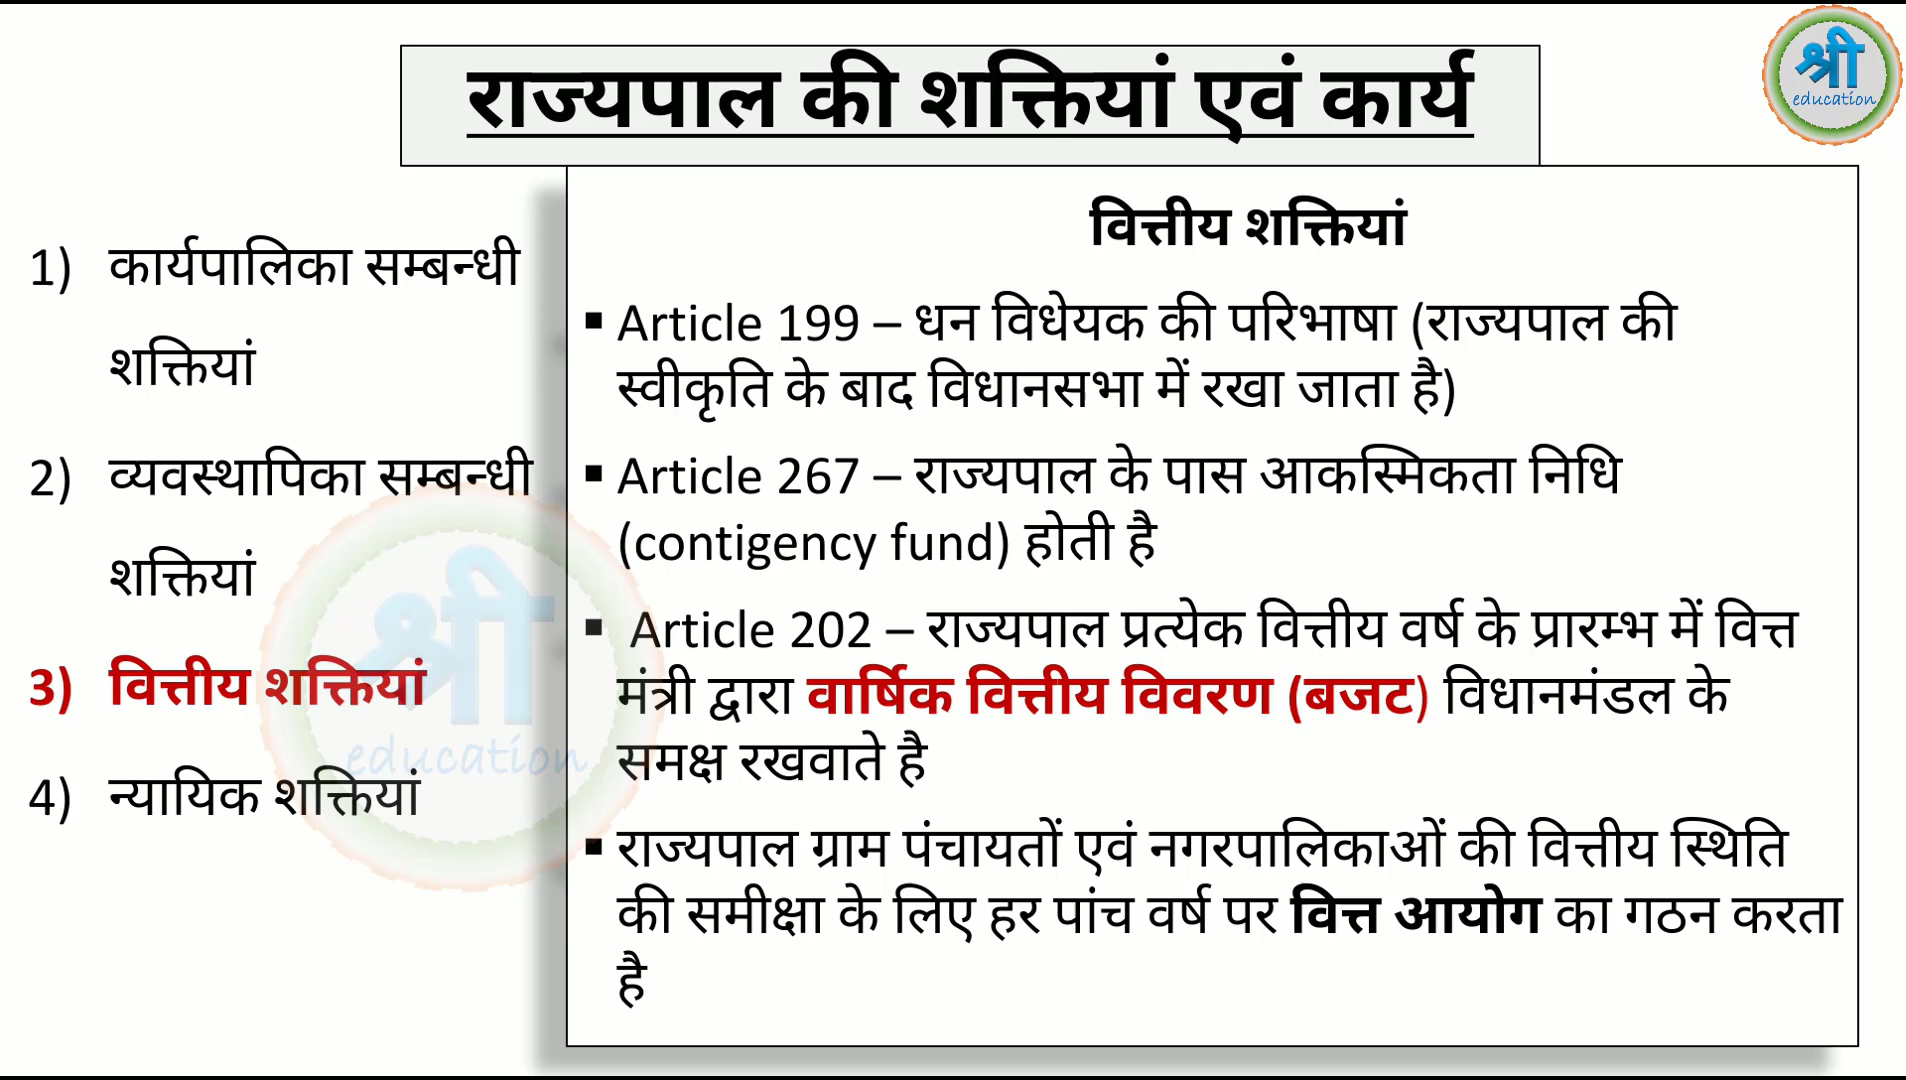 राज्यपाल की शक्तियां एवं कार्य
श्री
education
1) कार्यपालिका सम्बन्धी
शक्तियां
2) व्यवस्थापिका सम्बन्धी
शक्तियां
3) वित्तीय शक्तियां
4) न्यायिक शक्तियां
श्री
education
वित्तीय शक्तियां
▪ Article 199 – धन विधेयक की परिभाषा (राज्यपाल की
स्वीकृति के बाद विधानसभा में रखा जाता है)
▪ Article 267 – राज्यपाल के पास आकस्मिकता निधि
(contigency fund) होती है
▪ Article 202 – राज्यपाल प्रत्येक वित्तीय वर्ष के प्रारम्भ में वित्त
मंत्री द्वारा वार्षिक वित्तीय विवरण (बजट) विधानमंडल के
समक्ष रखवाते है
▪ राज्यपाल ग्राम पंचायतों एवं नगरपालिकाओं की वित्तीय स्थिति
की समीक्षा के लिए हर पांच वर्ष पर वित्त आयोग का गठन करता
है